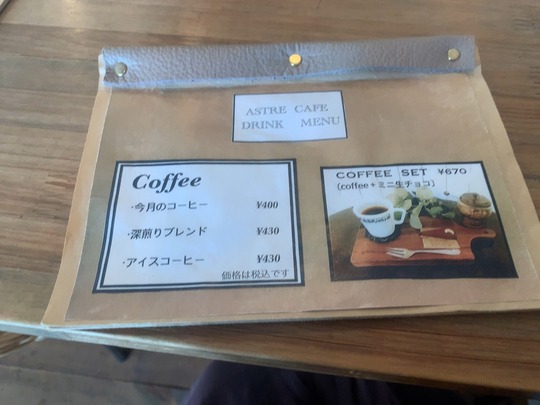 ASTRE CAFE
DRINK MENU
Coffee
・今月のコーヒー ¥400
・深煎りブレンド ¥430
・アイスコーヒー ¥430
価格は税込です
COFFEE SET ¥670
(coffee+ミニ生チョコ)